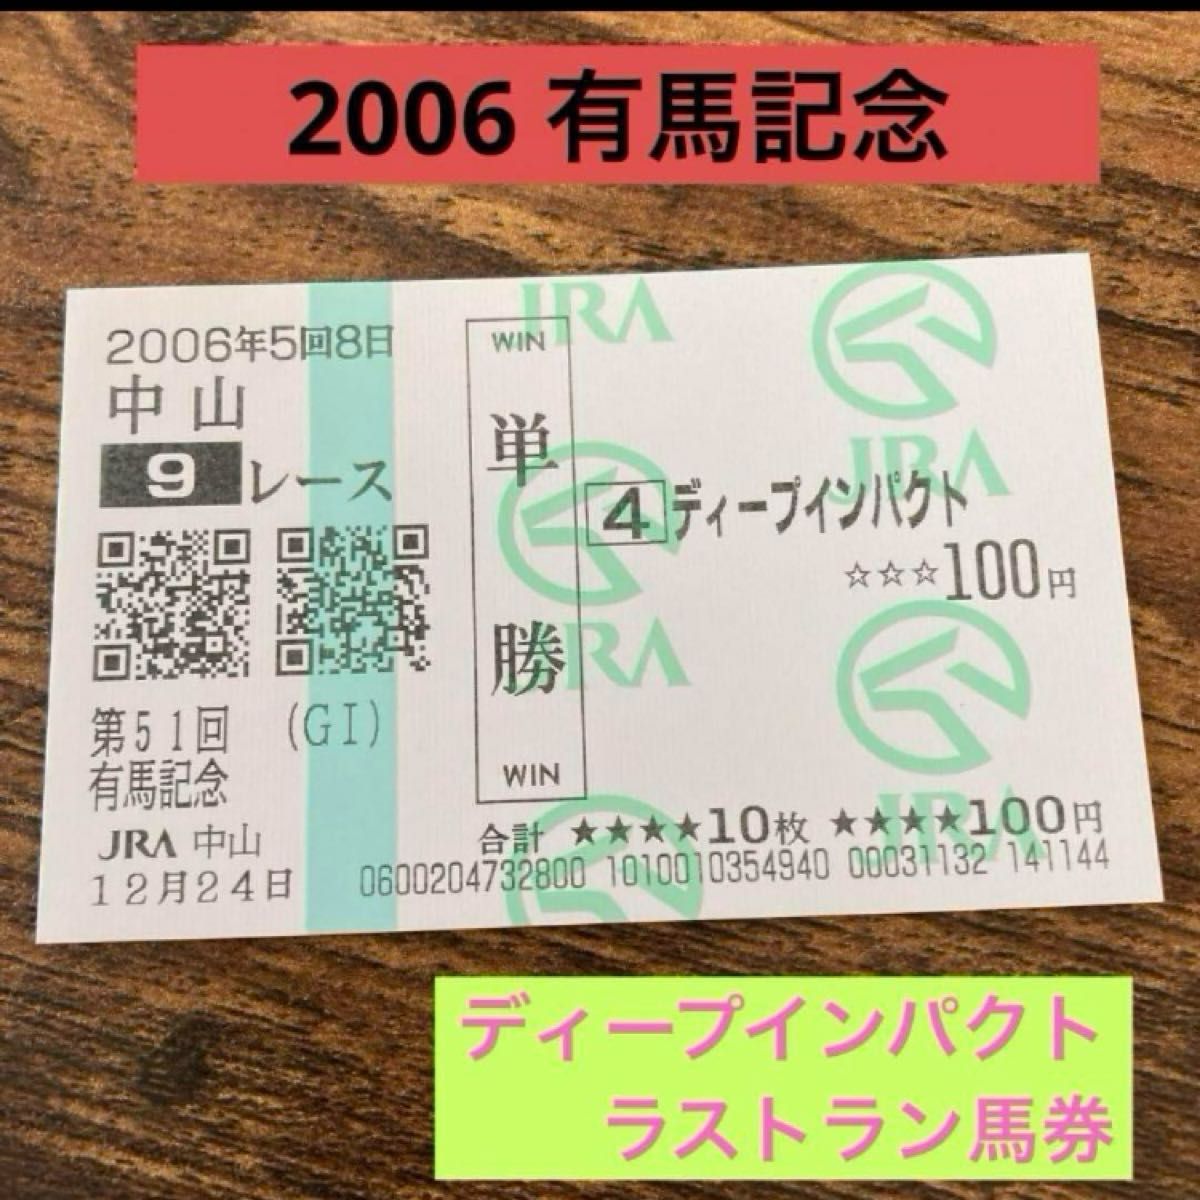 2006 有馬記念
2006年5回8日
中山
9レース
第51回 (GI)
有馬記念
JRA 中山
12月24日
WIN
単勝
WIN
4 ディープインパクト
☆☆☆100円
合計 ★★★★10枚 ★★★★100円
0600204732800 1010010354940 00031132 141144
JRA
JRA
JRA
JRA
ディープインパクト
ラストラン馬券